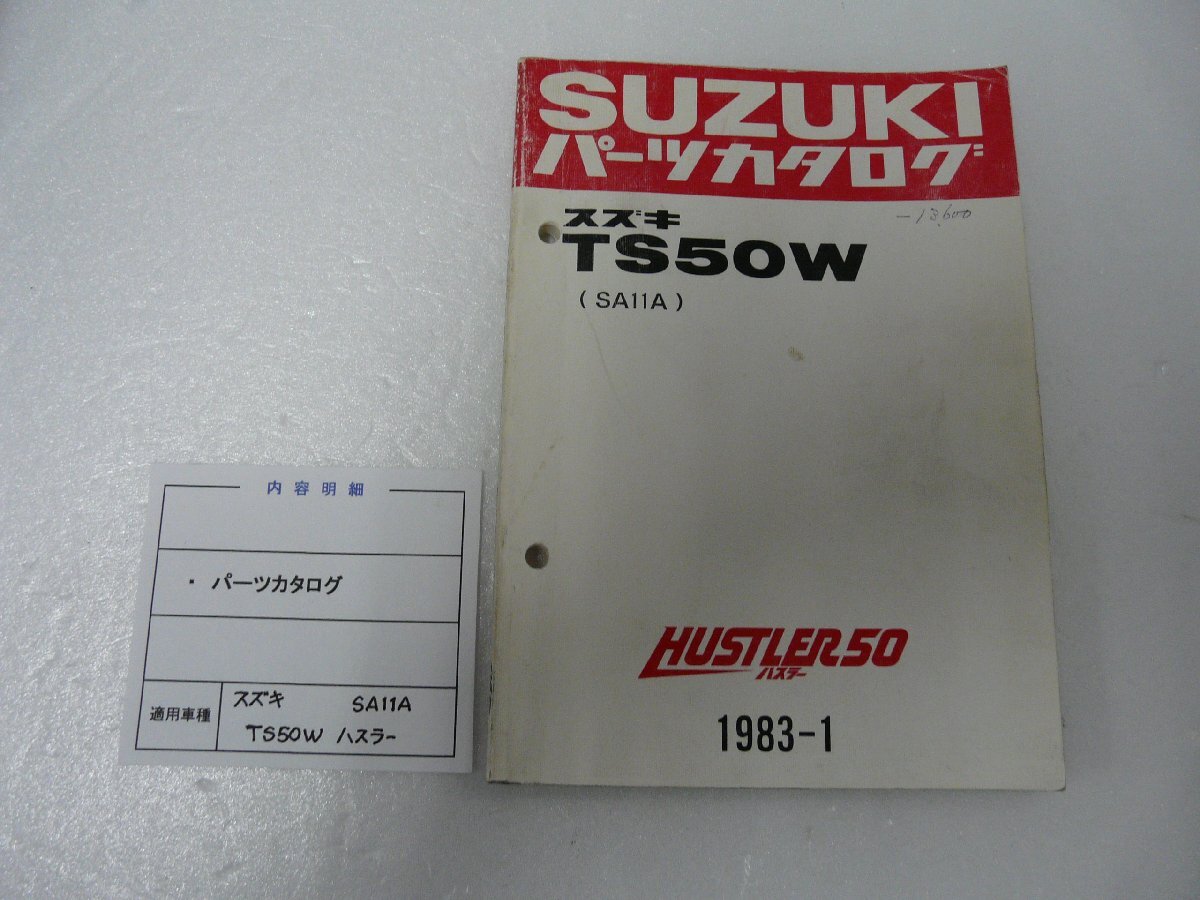 SUZUKI
パーツカタログ
スズキ
-13600
TS50W
(SA11A)
HUSTLER50
ハスラー
1983-1
内容明細
・ パーツカタログ
適用車種
スズキ SA11A
TS50W ハスラー